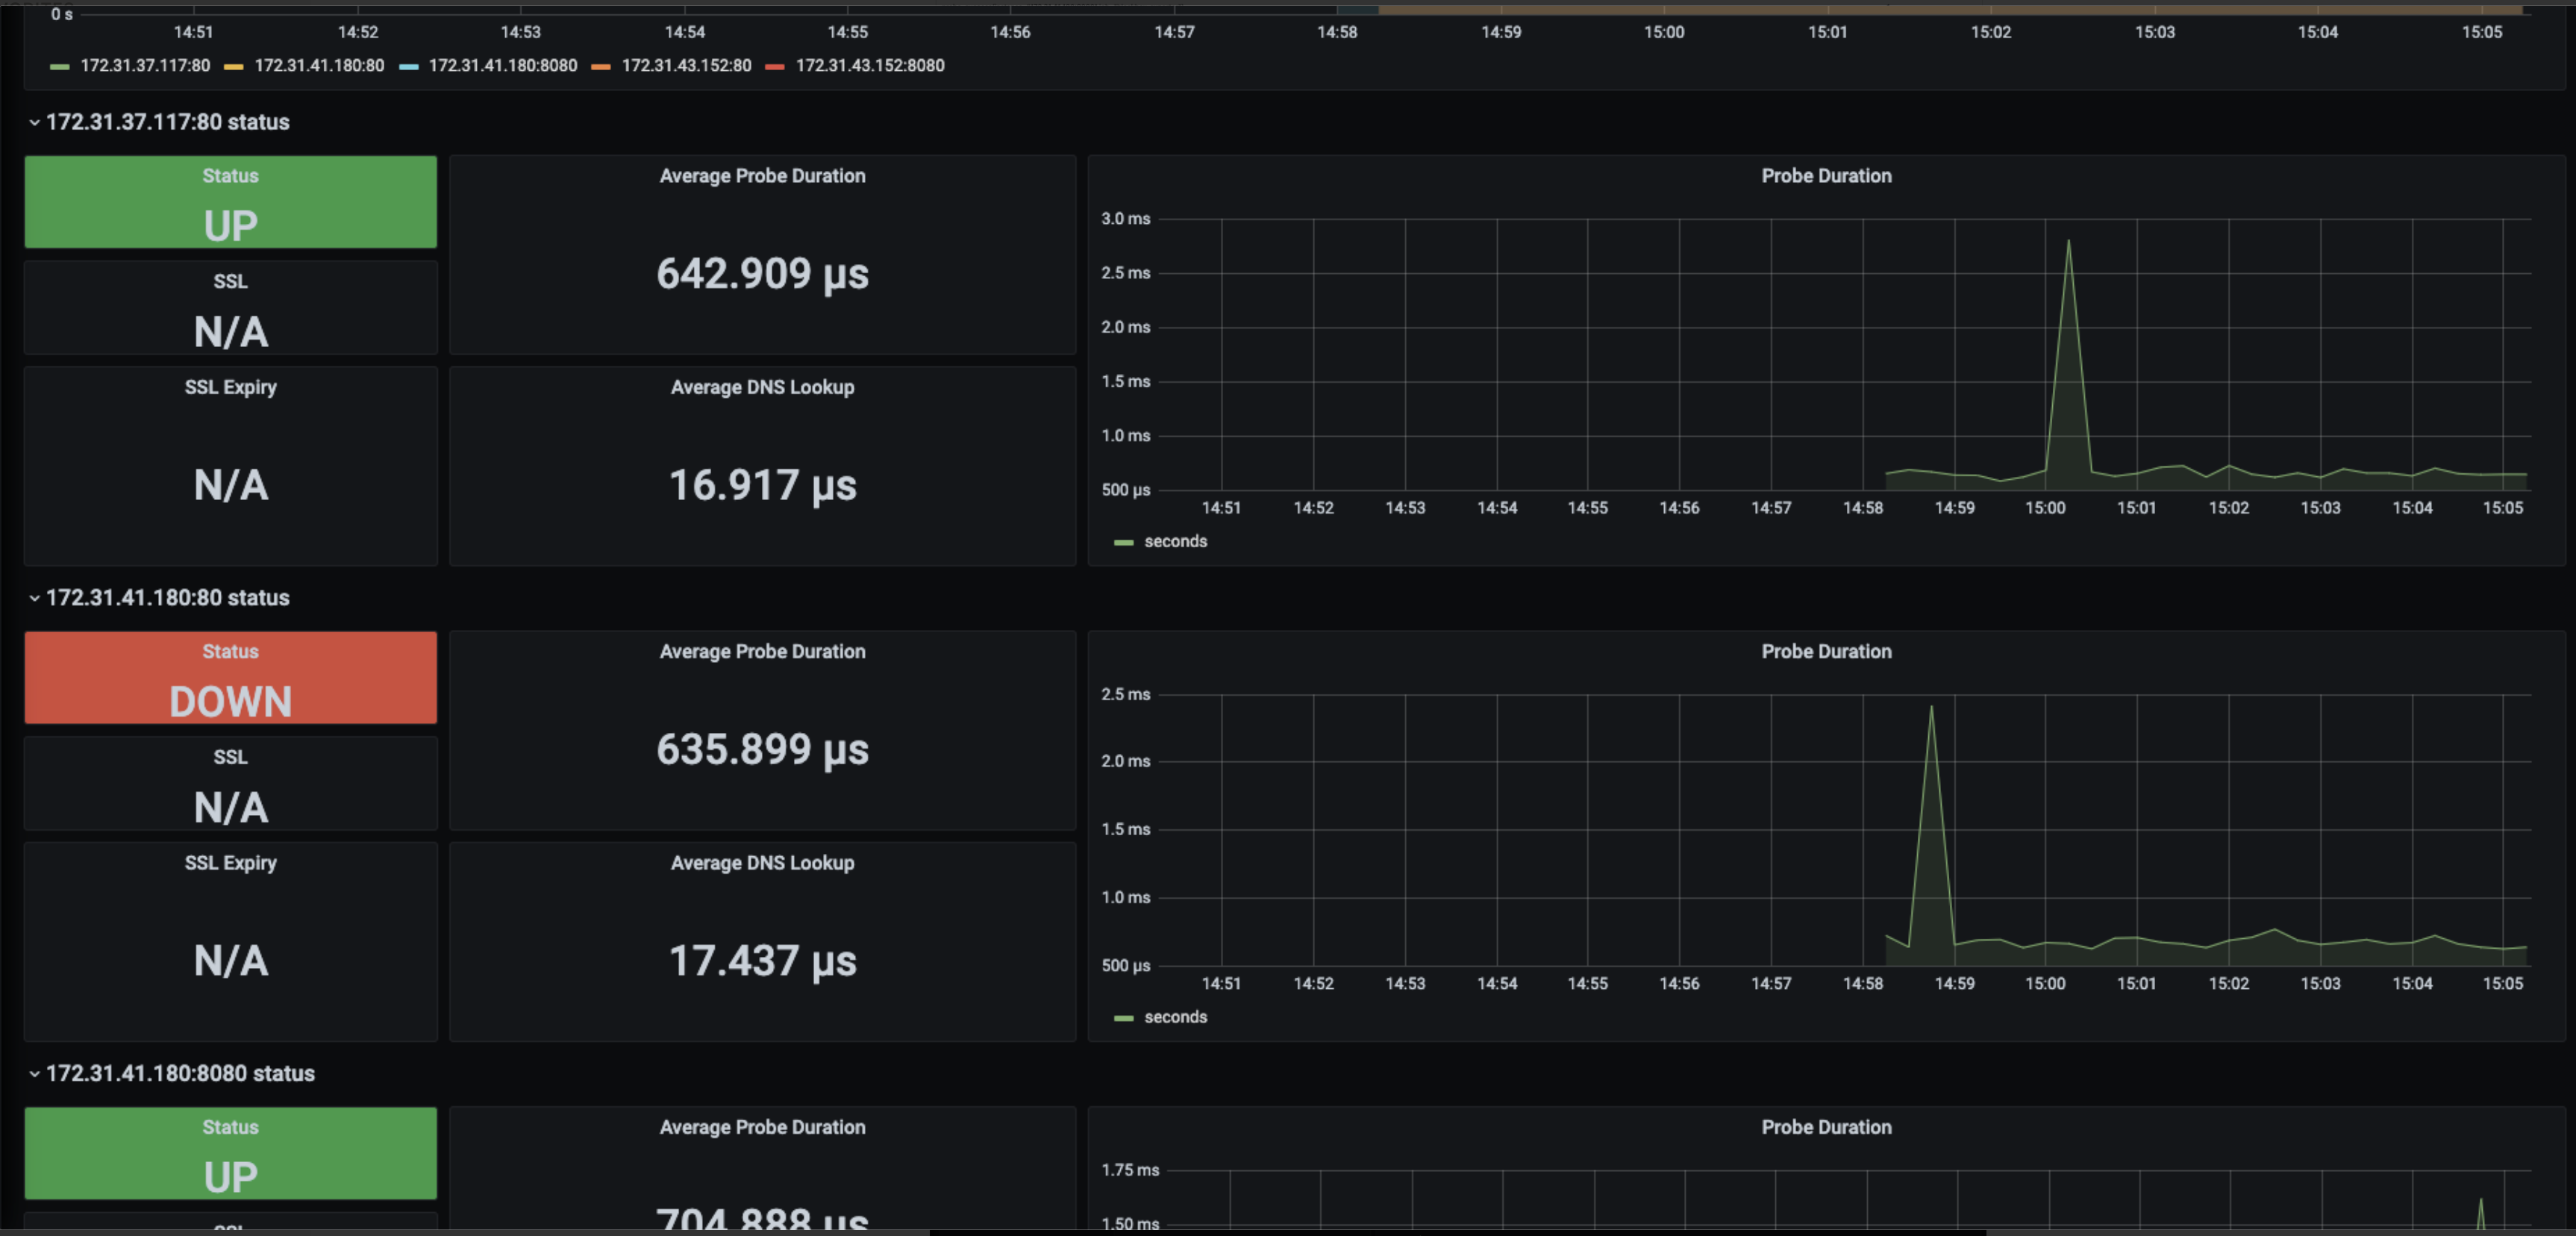 0 s
14:51 14:52 14:53 14:54 14:55 14:56 14:57 14:58 14:59 15:00 15:01 15:02 15:03 15:04 15:05
172.31.37.117:80 172.31.41.180:80 172.31.41.180:8080 172.31.43.152:80 172.31.43.152:8080
172.31.37.117:80 status
Status
UP
SSL
N/A
SSL Expiry
N/A
Average Probe Duration
642.909 µs
Average DNS Lookup
16.917 µs
Probe Duration
3.0 ms
2.5 ms
2.0 ms
1.5 ms
1.0 ms
500 µs
14:51 14:52 14:53 14:54 14:55 14:56 14:57 14:58 14:59 15:00 15:01 15:02 15:03 15:04 15:05
seconds
172.31.41.180:80 status
Status
DOWN
SSL
N/A
SSL Expiry
N/A
Average Probe Duration
635.899 µs
Average DNS Lookup
17.437 µs
Probe Duration
2.5 ms
2.0 ms
1.5 ms
1.0 ms
500 µs
14:51 14:52 14:53 14:54 14:55 14:56 14:57 14:58 14:59 15:00 15:01 15:02 15:03 15:04 15:05
seconds
172.31.41.180:8080 status
Status
UP
SSL
Average Probe Duration
704.888 µs
Probe Duration
1.75 ms
1.50 ms